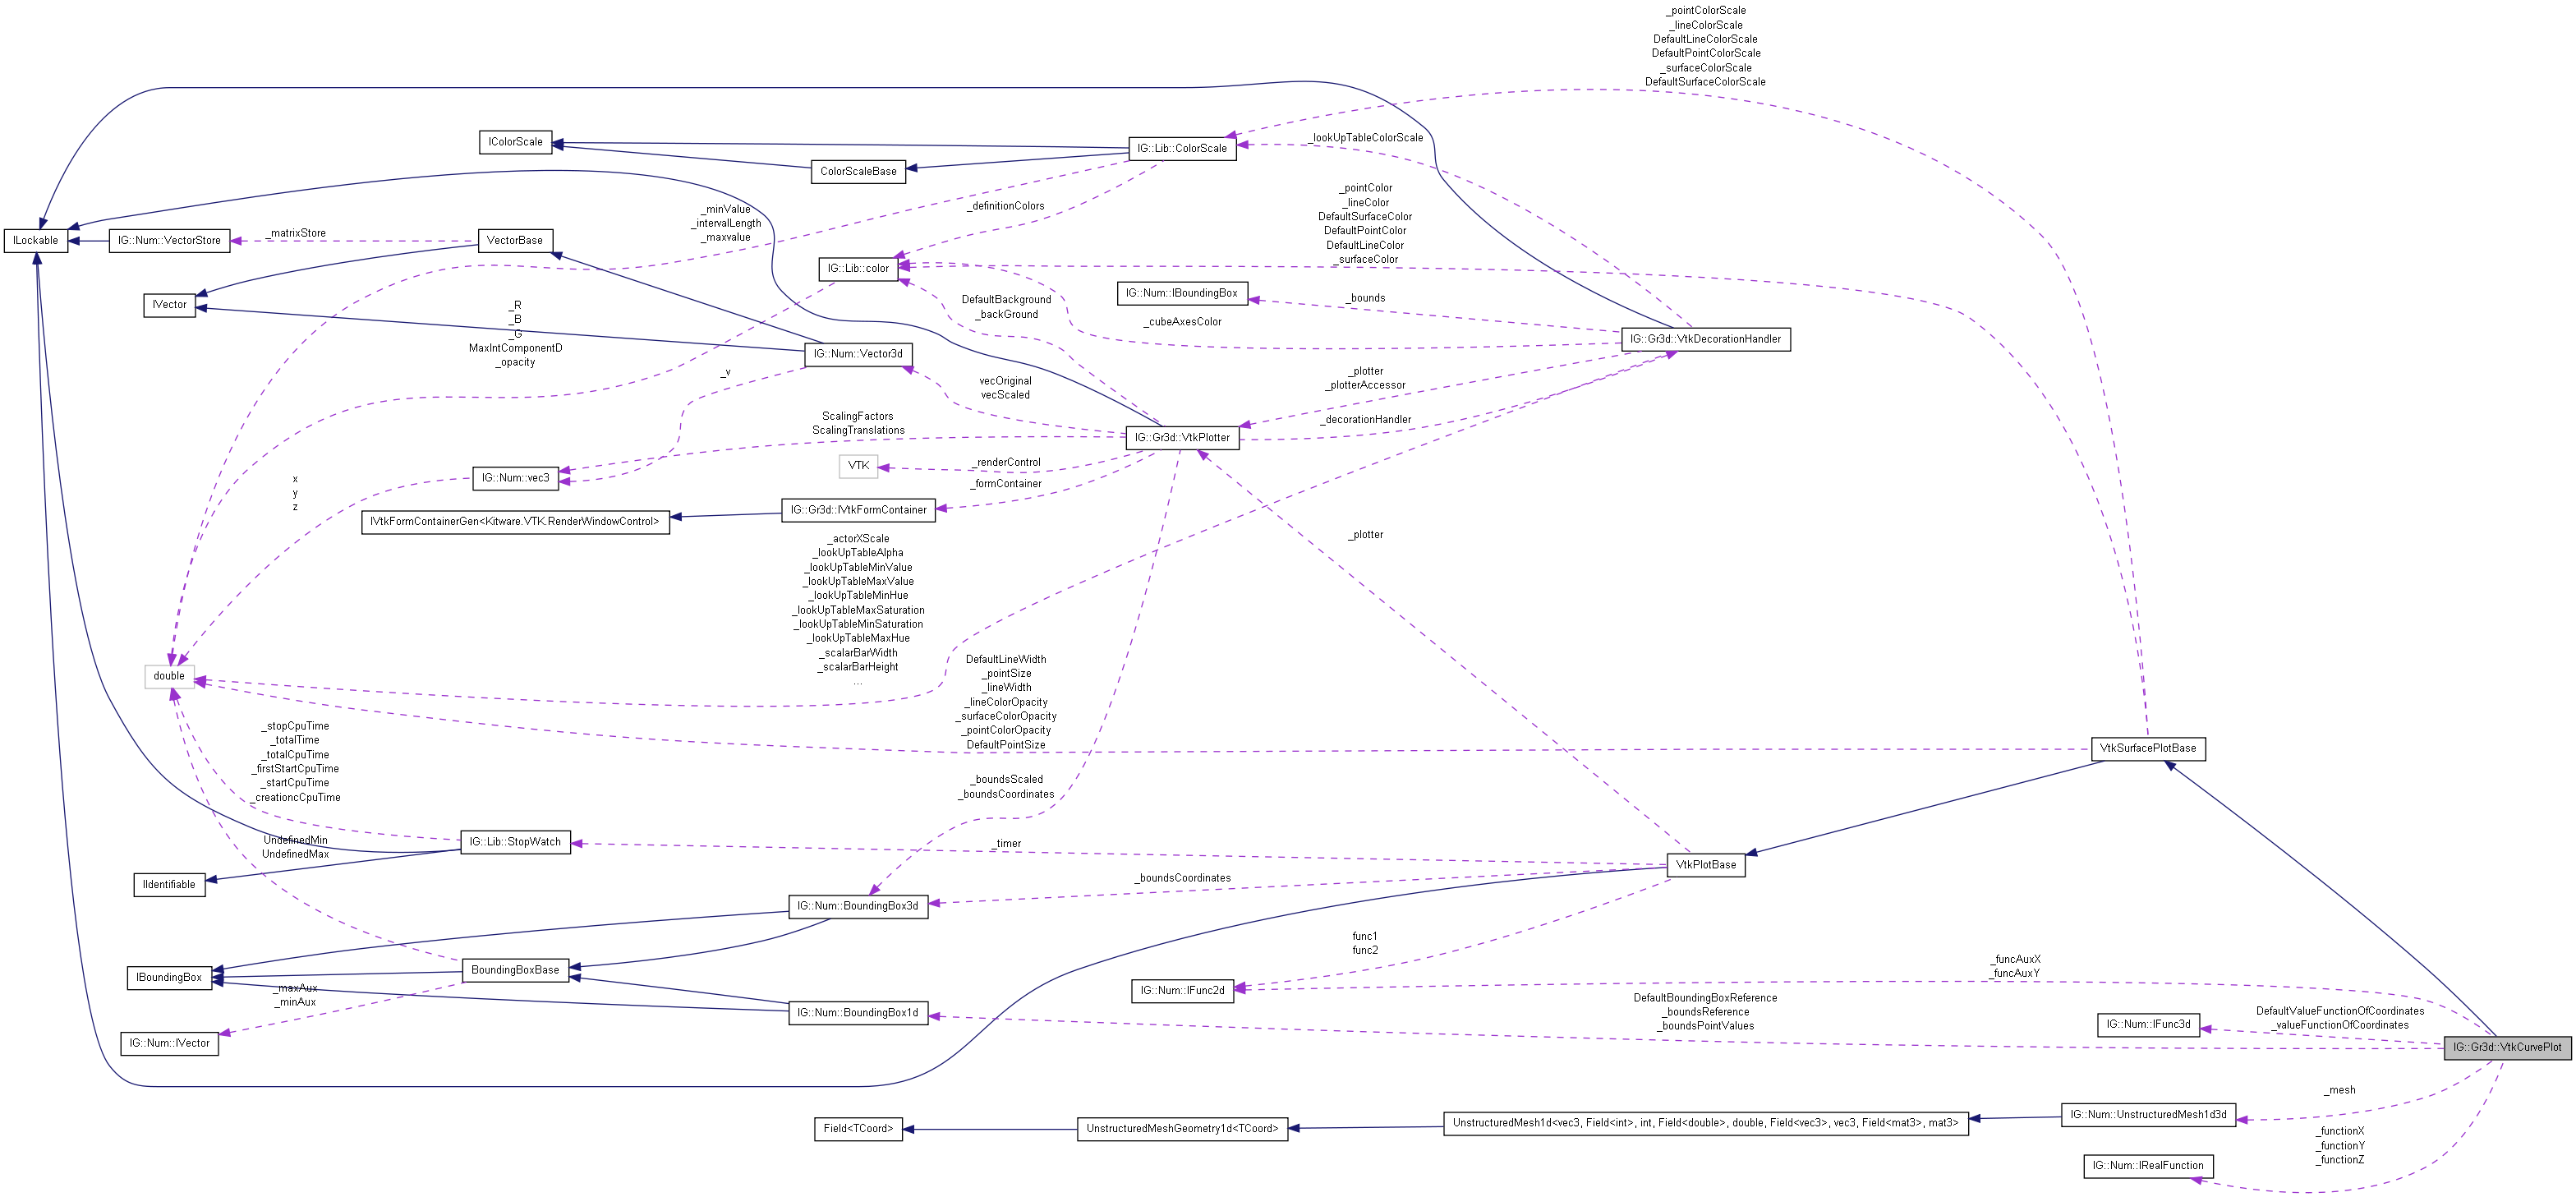 _pointColorScale
_lineColorScale
DefaultLineColorScale
DefaultPointColorScale
_surfaceColorScale
DefaultSurfaceColorScale
IColorScale
IG::Lib::ColorScale
_lookUpTableColorScale
ColorScaleBase
_pointColor
_lineColor
DefaultSurfaceColor
DefaultPointColor
DefaultLineColor
_surfaceColor
_definitionColors
_minValue
_intervalLength
_maxvalue
ILockable
IG::Num::VectorStore
_matrixStore
VectorBase
IG::Lib::color
IG::Num::IBoundingBox
_bounds
IVector
_R
_B
_G
MaxIntComponentD
_opacity
DefaultBackground
_backGround
_cubeAxesColor
IG::Gr3d::VtkDecorationHandler
IG::Num::Vector3d
_v
vecOriginal
vecScaled
_plotter
_plotterAccessor
ScalingFactors
ScalingTranslations
_decorationHandler
IG::Gr3d::VtkPlotter
VTK
_renderControl
IG::Num::vec3
_formContainer
x
y
z
IVtkFormContainerGen<Kitware.VTK.RenderWindowControl>
IG::Gr3d::IVtkFormContainer
_plotter
_actorXScale
_lookUpTableAlpha
_lookUpTableMinValue
_lookUpTableMaxValue
_lookUpTableMinHue
_lookUpTableMaxSaturation
_lookUpTableMinSaturation
_lookUpTableMaxHue
_scalarBarWidth
_scalarBarHeight
...
double
DefaultLineWidth
_pointSize
_lineWidth
_lineColorOpacity
_surfaceColorOpacity
_pointColorOpacity
DefaultPointSize
_stopCpuTime
_totalTime
_totalCpuTime
_firstStartCpuTime
_startCpuTime
_creationcCpuTime
VtkSurfacePlotBase
_boundsScaled
_boundsCoordinates
UndefinedMin
UndefinedMax
IG::Lib::StopWatch
_timer
VtkPlotBase
IIdentifiable
_boundsCoordinates
IG::Num::BoundingBox3d
func1
func2
IBoundingBox
BoundingBoxBase
_maxAux
_minAux
IG::Num::IFunc2d
_funcAuxX
_funcAuxY
IG::Num::BoundingBox1d
DefaultBoundingBoxReference
_boundsReference
_boundsPointValues
IG::Num::IFunc3d
DefaultValueFunctionOfCoordinates
_valueFunctionOfCoordinates
IG::Num::IVector
IG::Gr3d::VtkCurvePlot
_mesh
Field<TCoord>
UnstructuredMeshGeometry1d<TCoord>
UnstructuredMesh1d<vec3, Field<int>, int, Field<double>, double, Field<vec3>, vec3, Field<mat3>, mat3>
IG::Num::UnstructuredMesh1d3d
_functionX
_functionY
_functionZ
IG::Num::IRealFunction